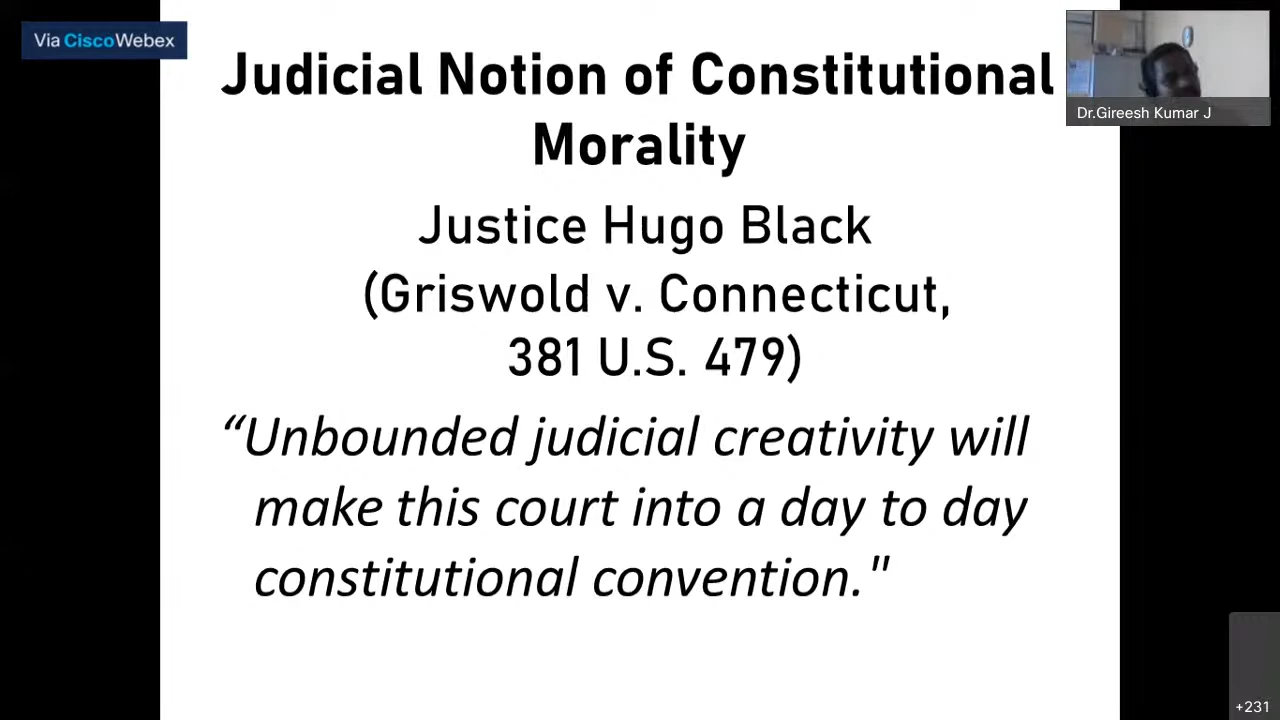 Via CiscoWebex
Judicial Notion of Constitutional
Morality
Dr.Gireesh Kumar J
Justice Hugo Black
(Griswold v. Connecticut,
381 U.S. 479)
“Unbounded judicial creativity will
make this court into a day to day
constitutional convention."
+231